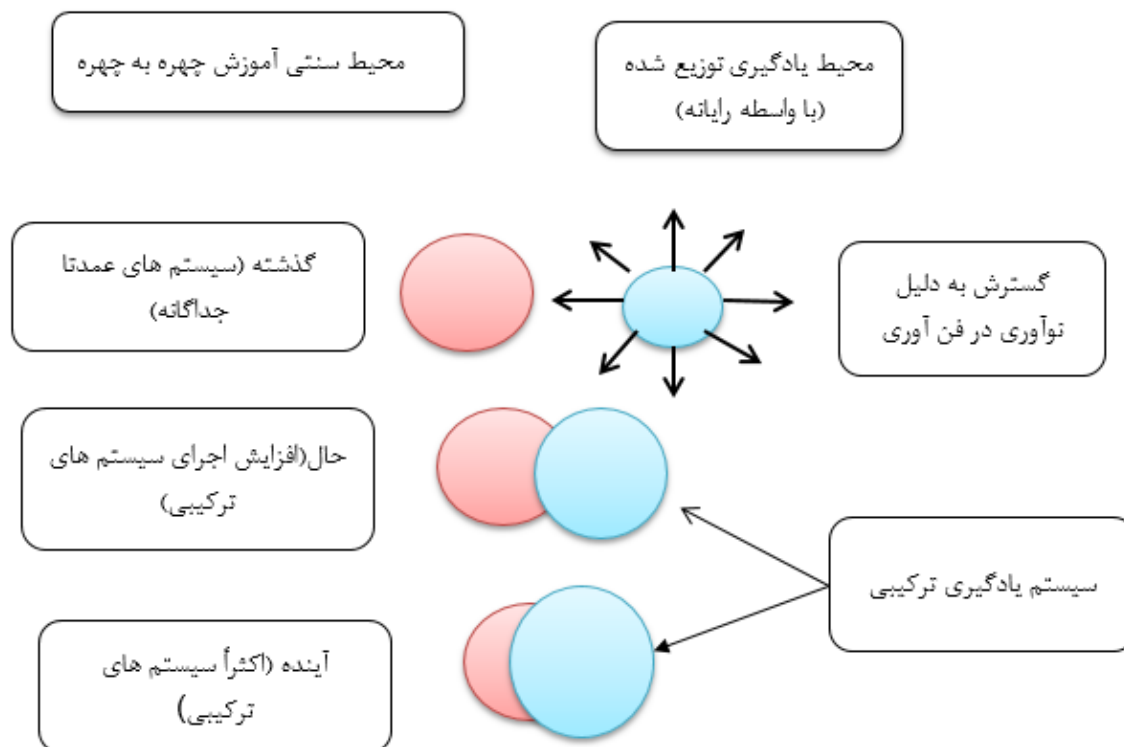 محیط یادگیری توزیع شده
(با واسطه رایانه)
محیط سنتی آموزش چهره به چهره
گسترش به دلیل
نوآوری در فن آوری
گذشته (سیستم های عمدتا
جداگانه)
حال(افزایش اجرای سیستم های
ترکیبی)
سیستم یادگیری ترکیبی
آینده (اکثرأ سیستم های
ترکیبی)